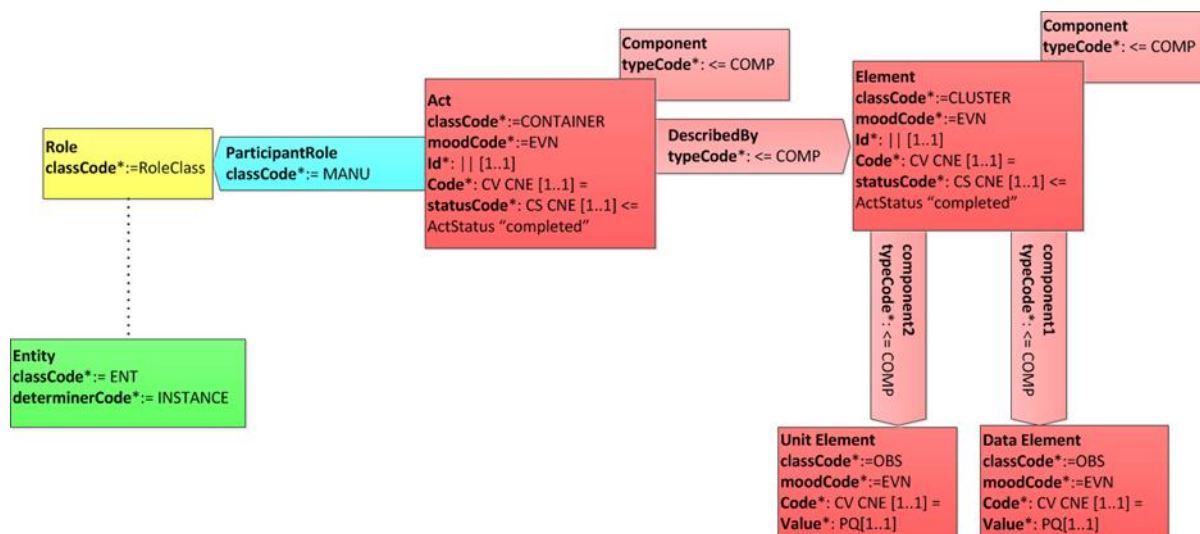 Component
typeCode*: <= COMP
Component
typeCode*: <= COMP
Act
classCode*:=CONTAINER
moodCode*:=EVN
Id*: || [1..1]
Code*: CV CNE [1..1] =
statusCode*: CS CNE [1..1] <=
ActStatus “completed”
Element
classCode*:=CLUSTER
moodCode*:=EVN
Id*: || [1..1]
Code*: CV CNE [1..1] =
statusCode*: CS CNE [1..1] <=
ActStatus “completed”
DescribedBy
typeCode*: <= COMP
Role
classCode*:=RoleClass
ParticipantRole
classCode*:= MANU
component2
typeCode*: <= COMP
component1
typeCode*: <= COMP
Entity
classCode*:= ENT
determinerCode*:= INSTANCE
Unit Element
classCode*:=OBS
moodCode*:=EVN
Code*: CV CNE [1..1] =
Value*: PQ[1..1]
Data Element
classCode*:=OBS
moodCode*:=EVN
Code*: CV CNE [1..1] =
Value*: PQ[1..1]